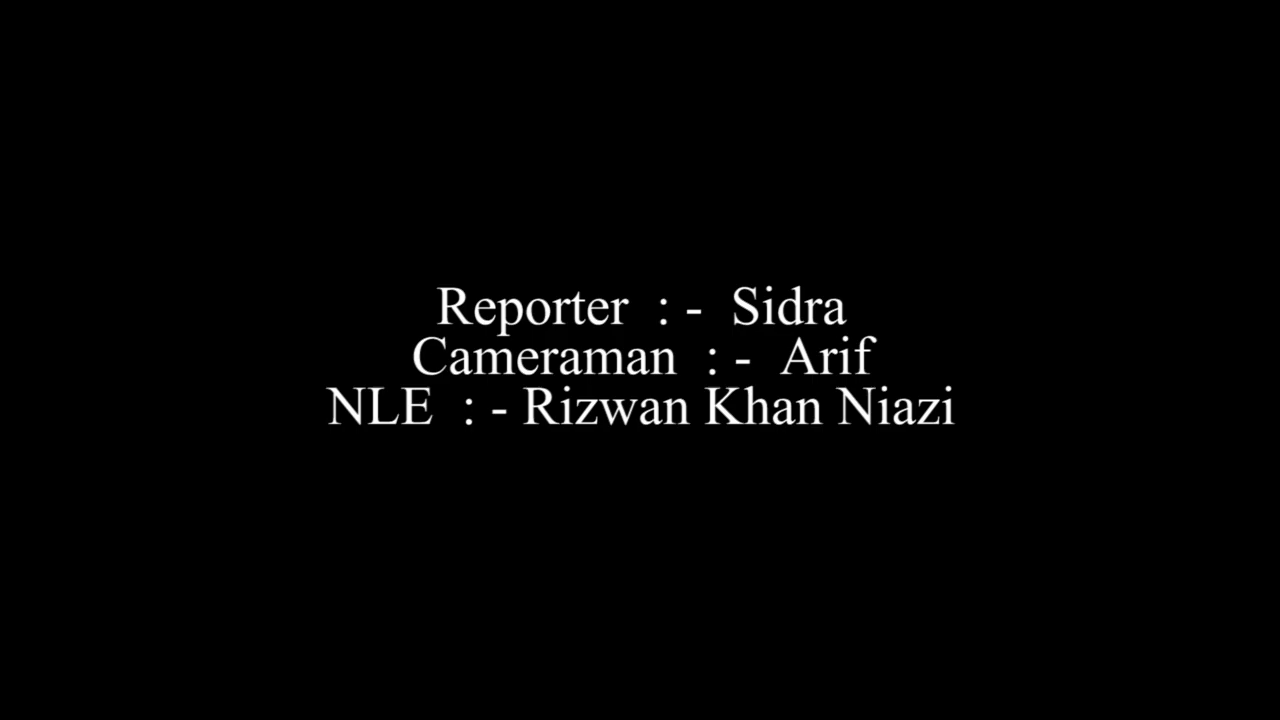 Reporter : - Sidra
Cameraman : - Arif
NLE : - Rizwan Khan Niazi